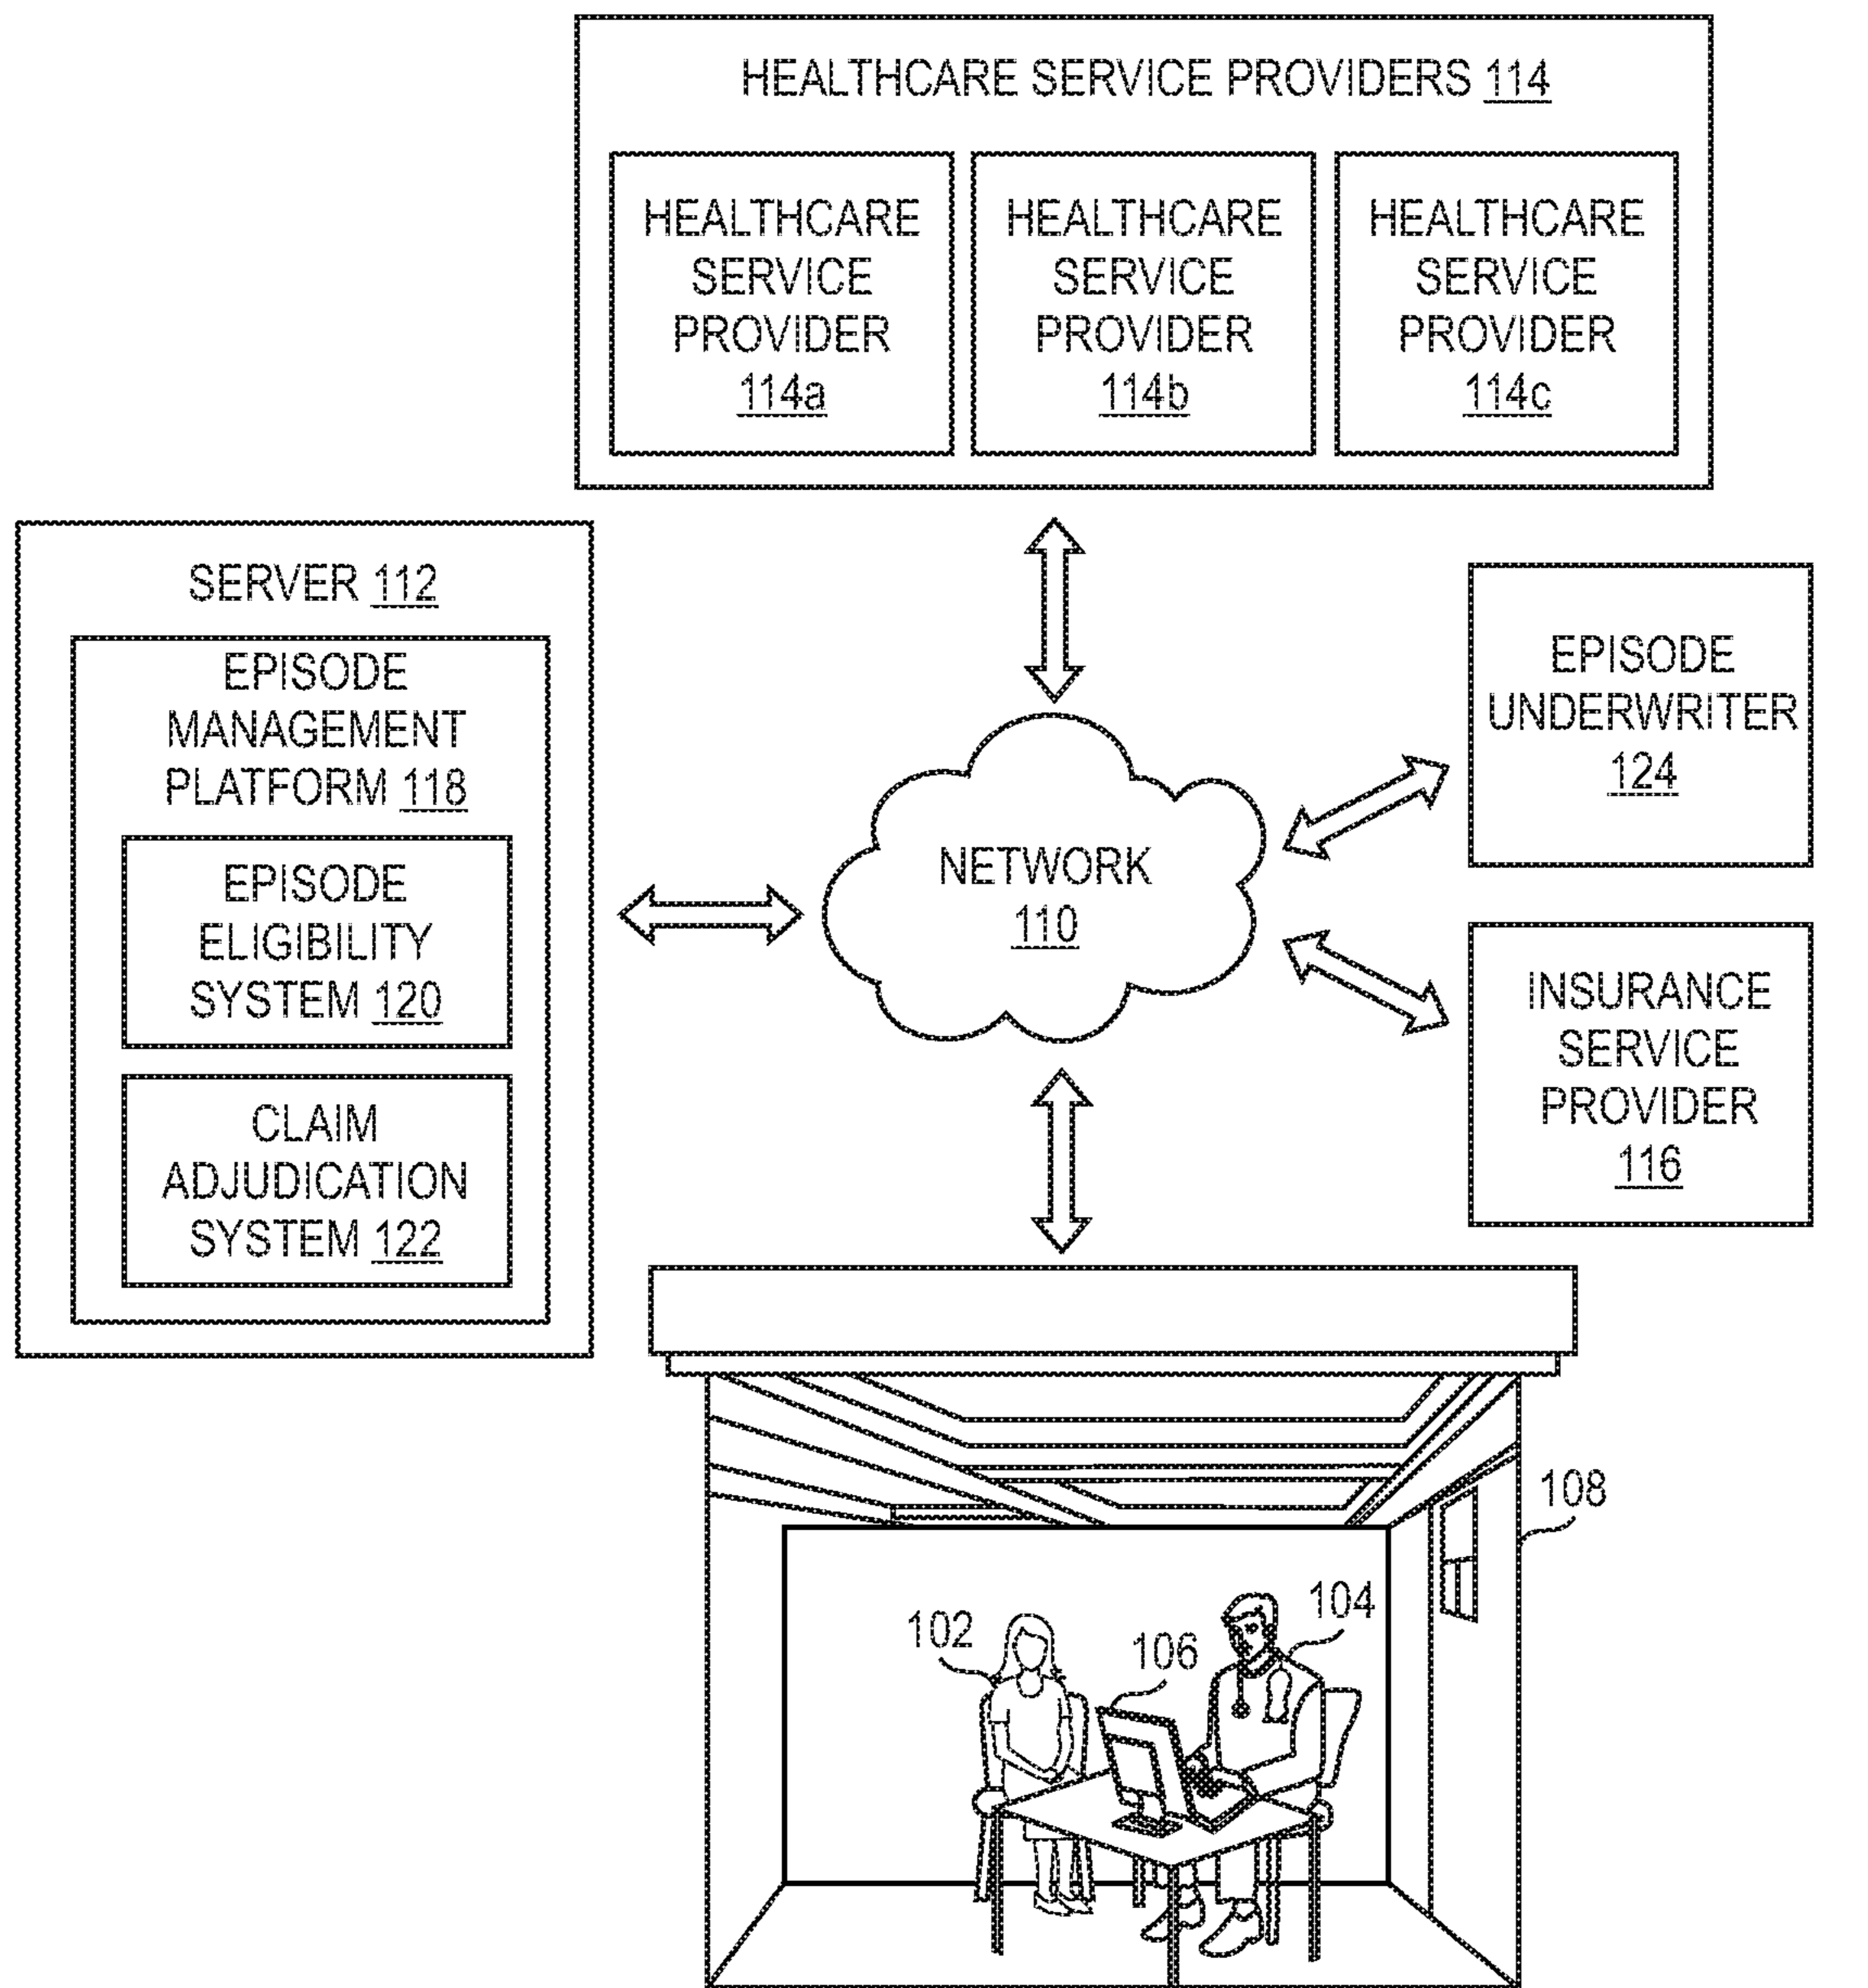 HEALTHCARE SERVICE PROVIDERS 114
HEALTHCARE
SERVICE
PROVIDER
114a
HEALTHCARE
SERVICE
PROVIDER
114b
HEALTHCARE
SERVICE
PROVIDER
114c
SERVER 112
EPISODE
MANAGEMENT
PLATFORM 118
EPISODE
ELIGIBILITY
SYSTEM 120
CLAIM
ADJUDICATION
SYSTEM 122
NETWORK
110
EPISODE
UNDERWRITER
124
INSURANCE
SERVICE
PROVIDER
116
108
102
106
104